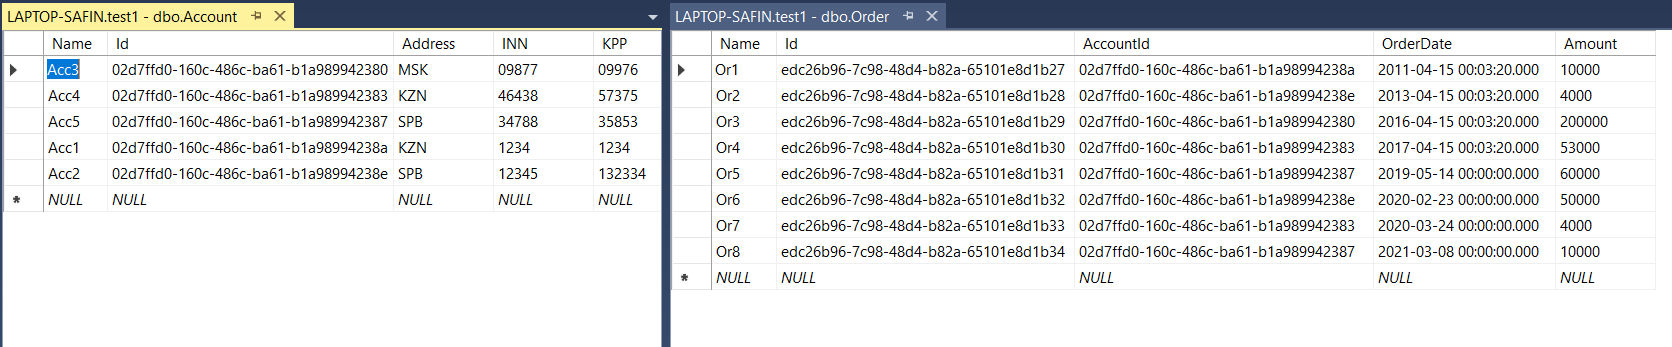 LAPTOP-SAFIN.test1 - dbo.Account
Name Id Address INN KPP
Acc3 02d7ffd0-160c-486c-ba61-b1a989942380 MSK 09877 09976
Acc4 02d7ffd0-160c-486c-ba61-b1a989942383 KZN 46438 57375
Acc5 02d7ffd0-160c-486c-ba61-b1a989942387 SPB 34788 35853
Acc1 02d7ffd0-160c-486c-ba61-b1a98994238a KZN 1234 1234
Acc2 02d7ffd0-160c-486c-ba61-b1a98994238e SPB 12345 132334
NULL NULL NULL NULL NULL
LAPTOP-SAFIN.test1 - dbo.Order
Name Id AccountId OrderDate Amount
Or1 edc26b96-7c98-48d4-b82a-65101e8d1b27 02d7ffd0-160c-486c-ba61-b1a98994238a 2011-04-15 00:03:20.000 10000
Or2 edc26b96-7c98-48d4-b82a-65101e8d1b28 02d7ffd0-160c-486c-ba61-b1a98994238e 2013-04-15 00:03:20.000 4000
Or3 edc26b96-7c98-48d4-b82a-65101e8d1b29 02d7ffd0-160c-486c-ba61-b1a989942380 2016-04-15 00:03:20.000 200000
Or4 edc26b96-7c98-48d4-b82a-65101e8d1b30 02d7ffd0-160c-486c-ba61-b1a989942383 2017-04-15 00:03:20.000 53000
Or5 edc26b96-7c98-48d4-b82a-65101e8d1b31 02d7ffd0-160c-486c-ba61-b1a989942387 2019-05-14 00:00:00.000 60000
Or6 edc26b96-7c98-48d4-b82a-65101e8d1b32 02d7ffd0-160c-486c-ba61-b1a98994238e 2020-02-23 00:00:00.000 50000
Or7 edc26b96-7c98-48d4-b82a-65101e8d1b33 02d7ffd0-160c-486c-ba61-b1a989942383 2020-03-24 00:00:00.000 4000
Or8 edc26b96-7c98-48d4-b82a-65101e8d1b34 02d7ffd0-160c-486c-ba61-b1a989942387 2021-03-08 00:00:00.000 10000
NULL NULL NULL NULL NULL